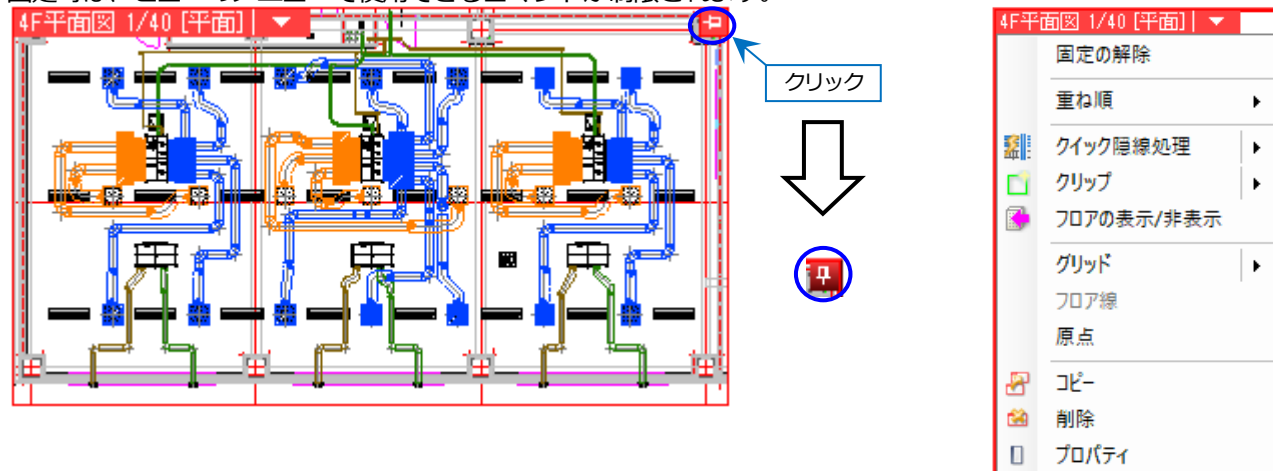 4F平面図 1/40 [平面] ▼
クリック
4F平面図 1/40 [平面] ▼
固定の解除
重ね順
クイック隠線処理
クリップ
フロアの表示/非表示
グリッド
フロア線
原点
コピー
削除
プロパティ